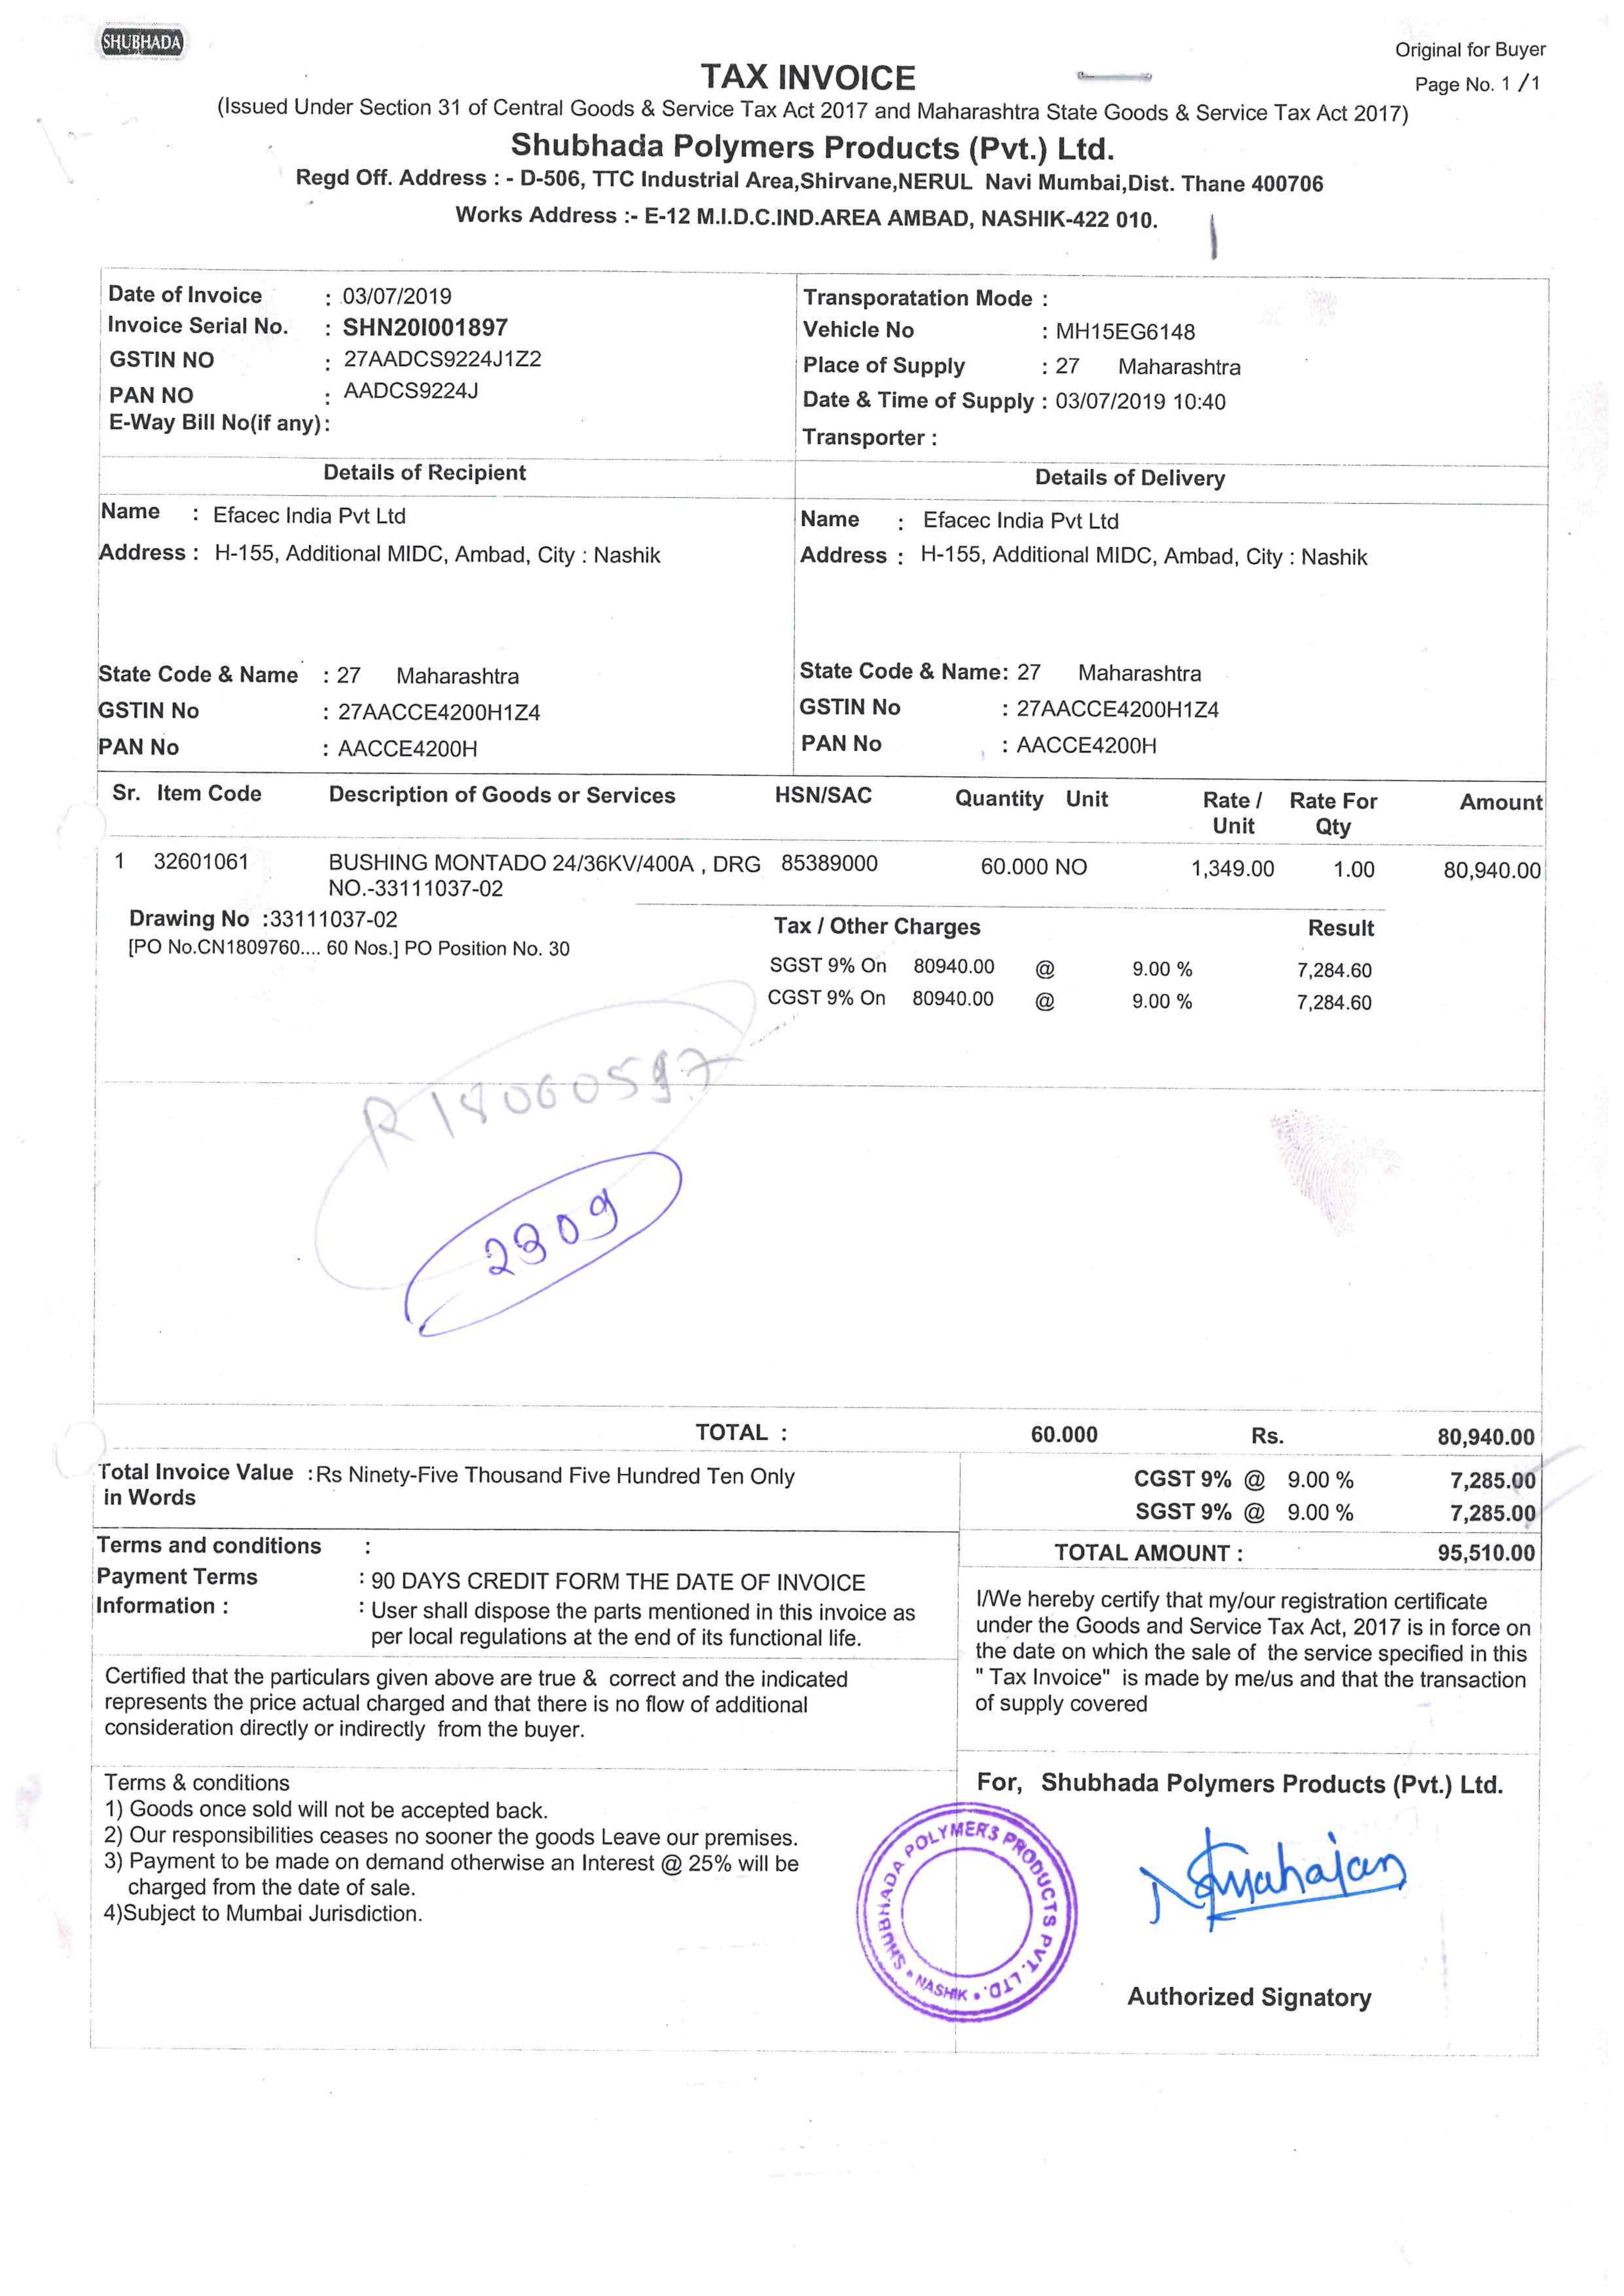 SHUBHADA
Original for Buyer
TAX INVOICE
Page No. 1 /1
(Issued Under Section 31 of Central Goods & Service Tax Act 2017 and Maharashtra State Goods & Service Tax Act 2017)
Shubhada Polymers Products (Pvt.) Ltd.
Regd Off. Address : - D-506, TTC Industrial Area,Shirvane,NERUL Navi Mumbai,Dist. Thane 400706
Works Address :- E-12 M.I.D.C.IND.AREA AMBAD, NASHIK-422 010.
Date of Invoice : 03/07/2019
Invoice Serial No. : SHN20I001897
GSTIN NO : 27AADCS9224J1Z2
PAN NO : AADCS9224J
E-Way Bill No(if any):
Transporatation Mode :
Vehicle No : MH15EG6148
Place of Supply : 27 Maharashtra
Date & Time of Supply : 03/07/2019 10:40
Transporter :
Details of Recipient
Name : Efacec India Pvt Ltd
Address : H-155, Additional MIDC, Ambad, City : Nashik
State Code & Name : 27 Maharashtra
GSTIN No : 27AACCE4200H1Z4
PAN No : AACCE4200H
Details of Delivery
Name : Efacec India Pvt Ltd
Address : H-155, Additional MIDC, Ambad, City : Nashik
State Code & Name: 27 Maharashtra
GSTIN No : 27AACCE4200H1Z4
PAN No : AACCE4200H
Sr. Item Code Description of Goods or Services HSN/SAC Quantity Unit Rate / Rate For Amount
Unit Qty
1 32601061 BUSHING MONTADO 24/36KV/400A , DRG 85389000 60.000 NO 1,349.00 1.00 80,940.00
NO.-33111037-02
Drawing No :33111037-02
[PO No.CN1809760.... 60 Nos.] PO Position No. 30
Tax / Other Charges Result
SGST 9% On 80940.00 @ 9.00 % 7,284.60
CGST 9% On 80940.00 @ 9.00 % 7,284.60
2309
TOTAL : 60.000 Rs. 80,940.00
Total Invoice Value : Rs Ninety-Five Thousand Five Hundred Ten Only
in Words
CGST 9% @ 9.00 % 7,285.00
SGST 9% @ 9.00 % 7,285.00
TOTAL AMOUNT : 95,510.00
Terms and conditions :
Payment Terms : 90 DAYS CREDIT FORM THE DATE OF INVOICE
Information : : User shall dispose the parts mentioned in this invoice as
per local regulations at the end of its functional life.
I/We hereby certify that my/our registration certificate
under the Goods and Service Tax Act, 2017 is in force on
the date on which the sale of the service specified in this
" Tax Invoice" is made by me/us and that the transaction
of supply covered
Certified that the particulars given above are true & correct and the indicated
represents the price actual charged and that there is no flow of additional
consideration directly or indirectly from the buyer.
Terms & conditions
1) Goods once sold will not be accepted back.
2) Our responsibilities ceases no sooner the goods Leave our premises.
3) Payment to be made on demand otherwise an Interest @ 25% will be
charged from the date of sale.
4)Subject to Mumbai Jurisdiction.
For, Shubhada Polymers Products (Pvt.) Ltd.
SHUBHADA POLYMERS PRODUCTS PVT. LTD. • NASHIK •
Authorized Signatory